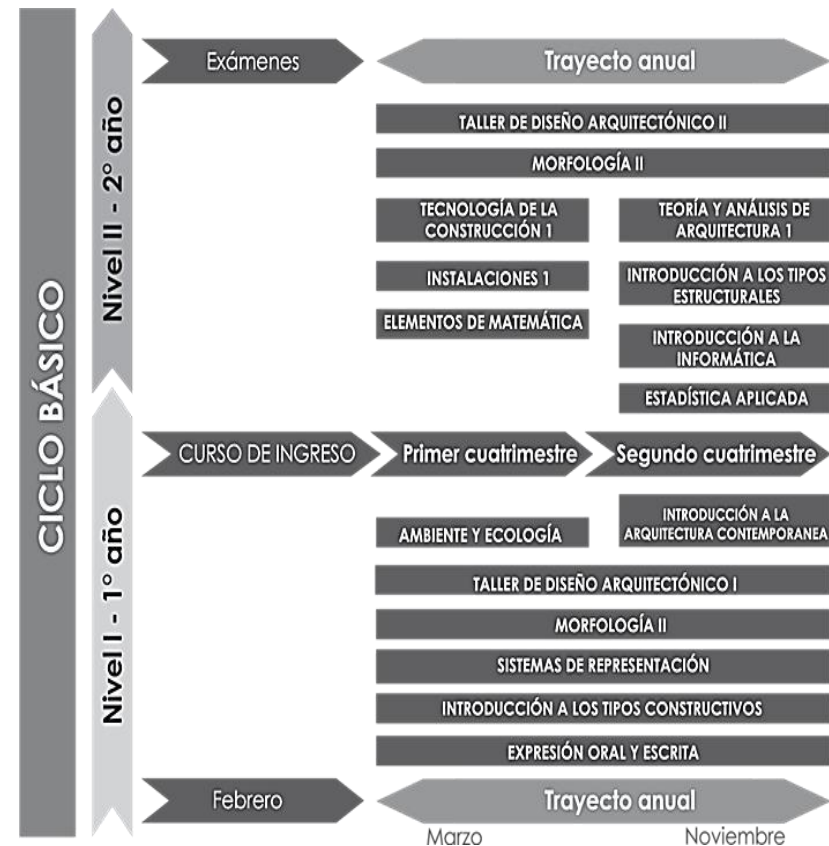 CICLO BÁSICO
Nivel II - 2° año
Nivel I - 1° año
Exámenes
Trayecto anual
TALLER DE DISEÑO ARQUITECTÓNICO II
MORFOLOGÍA II
TECNOLOGÍA DE LA
CONSTRUCCIÓN 1
TEORÍA Y ANÁLISIS DE
ARQUITECTURA 1
INSTALACIONES 1
INTRODUCCIÓN A LOS TIPOS
ESTRUCTURALES
ELEMENTOS DE MATEMÁTICA
INTRODUCCIÓN A LA
INFORMÁTICA
ESTADÍSTICA APLICADA
CURSO DE INGRESO
Primer cuatrimestre
Segundo cuatrimestre
AMBIENTE Y ECOLOGÍA
INTRODUCCIÓN A LA
ARQUITECTURA CONTEMPORANEA
TALLER DE DISEÑO ARQUITECTÓNICO I
MORFOLOGÍA II
SISTEMAS DE REPRESENTACIÓN
INTRODUCCIÓN A LOS TIPOS CONSTRUCTIVOS
EXPRESIÓN ORAL Y ESCRITA
Febrero
Trayecto anual
Marzo
Noviembre